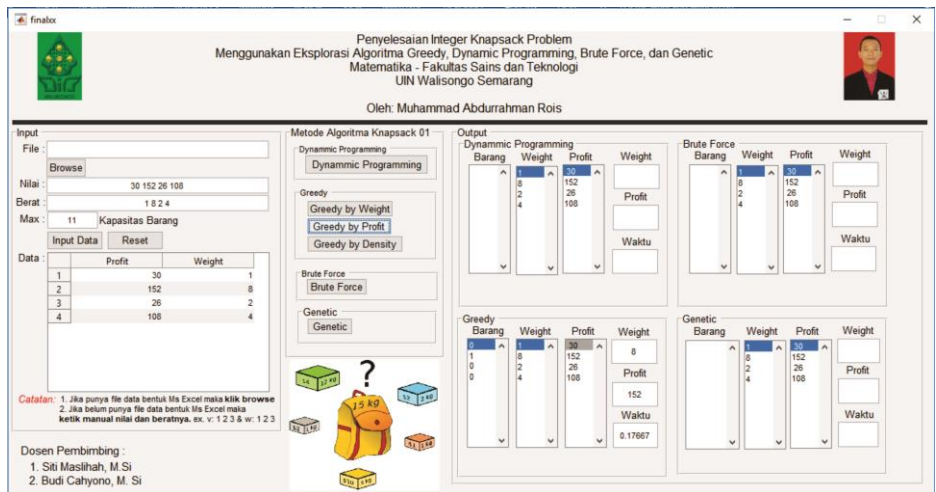 finalxx
Penyelesaian Integer Knapsack Problem
Menggunakan Eksplorasi Algoritma Greedy, Dynamic Programming, Brute Force, dan Genetic
Matematika - Fakultas Sains dan Teknologi
UIN Walisongo Semarang
Oleh: Muhammad Abdurrahman Rois
Input
File :
Browse
Nilai : 30 152 26 108
Berat : 1 8 2 4
Max : 11 Kapasitas Barang
Input Data Reset
Data :
Profit Weight
1 30 1
2 152 8
3 26 2
4 108 4
Catatan: 1. Jika punya file data bentuk Ms Excel maka klik browse
2. Jika belum punya file data bentuk Ms Excel maka
ketik manual nilai dan beratnya. ex. v: 1 2 3 & w: 1 2 3
Dosen Pembimbing :
1. Siti Maslihah, M.Si
2. Budi Cahyono, M. Si
Metode Algoritma Knapsack 01
Dynammic Programming
Dynammic Programming
Greedy
Greedy by Weight
Greedy by Profit
Greedy by Density
Brute Force
Brute Force
Genetic
Genetic
?
15 kg
Output
Dynammic Programming
Barang Weight Profit Weight
1 30
8 152
2 26
4 108
Profit
Waktu
Brute Force
Barang Weight Profit Weight
1 30
8 152
2 26
4 108
Profit
Waktu
Greedy
Barang Weight Profit Weight
0 1 30
1 8 152
0 2 26
0 4 108
8
Profit
152
Waktu
0.17667
Genetic
Barang Weight Profit Weight
1 30
8 152
2 26
4 108
Profit
Waktu